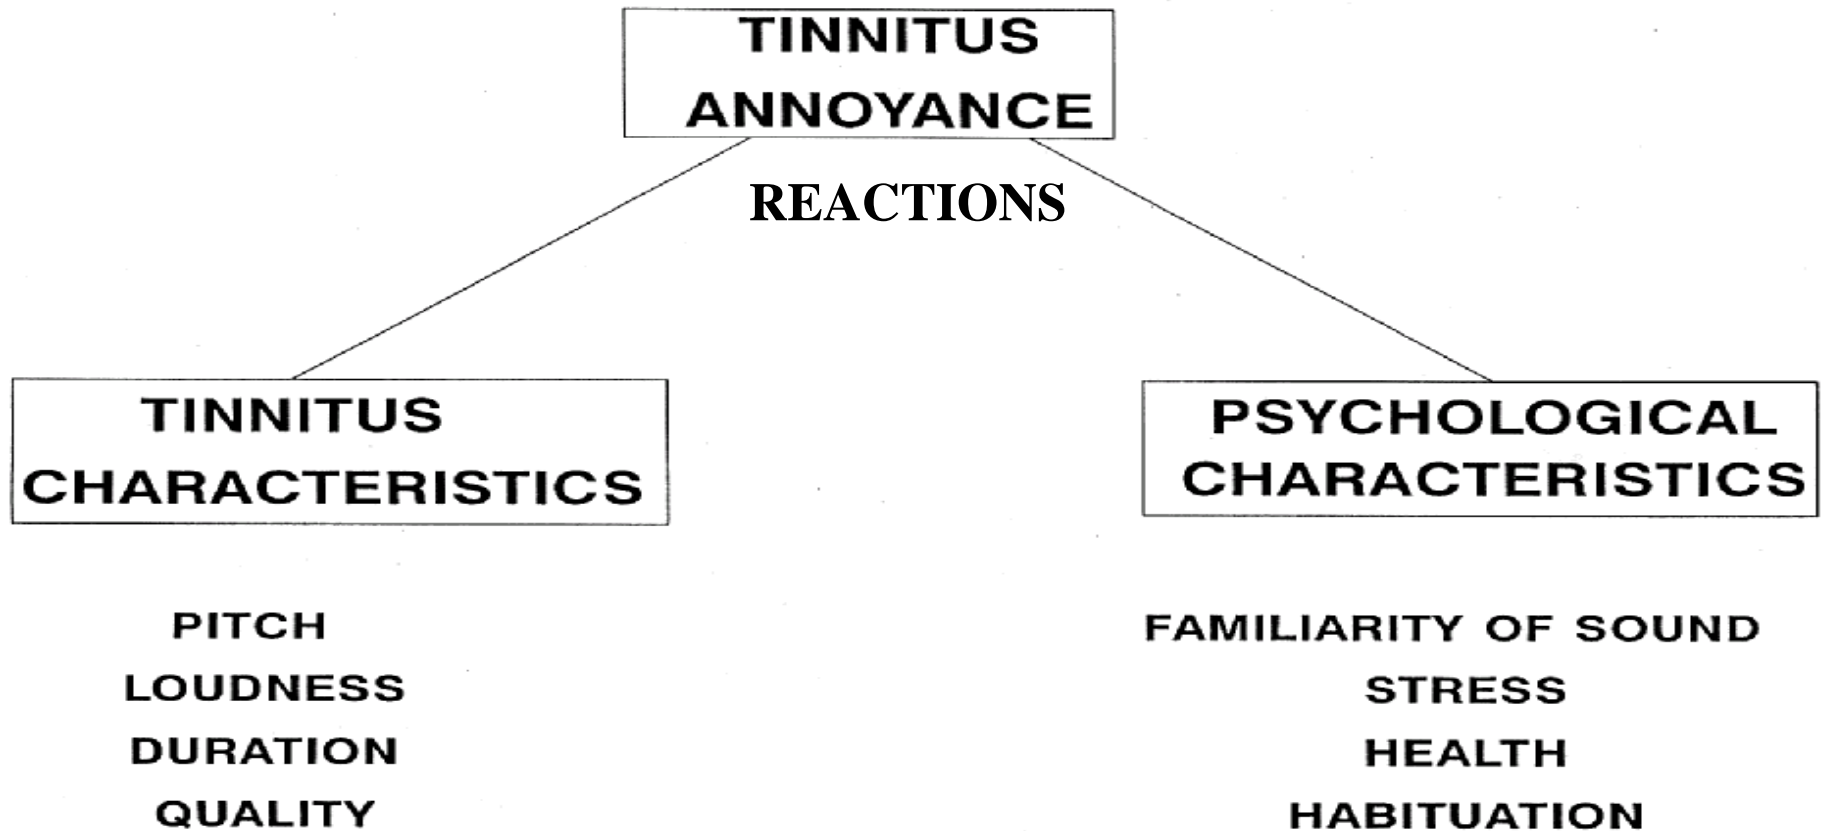 TINNITUS
ANNOYANCE
REACTIONS
TINNITUS
CHARACTERISTICS
PITCH
LOUDNESS
DURATION
QUALITY
PSYCHOLOGICAL
CHARACTERISTICS
FAMILIARITY OF SOUND
STRESS
HEALTH
HABITUATION